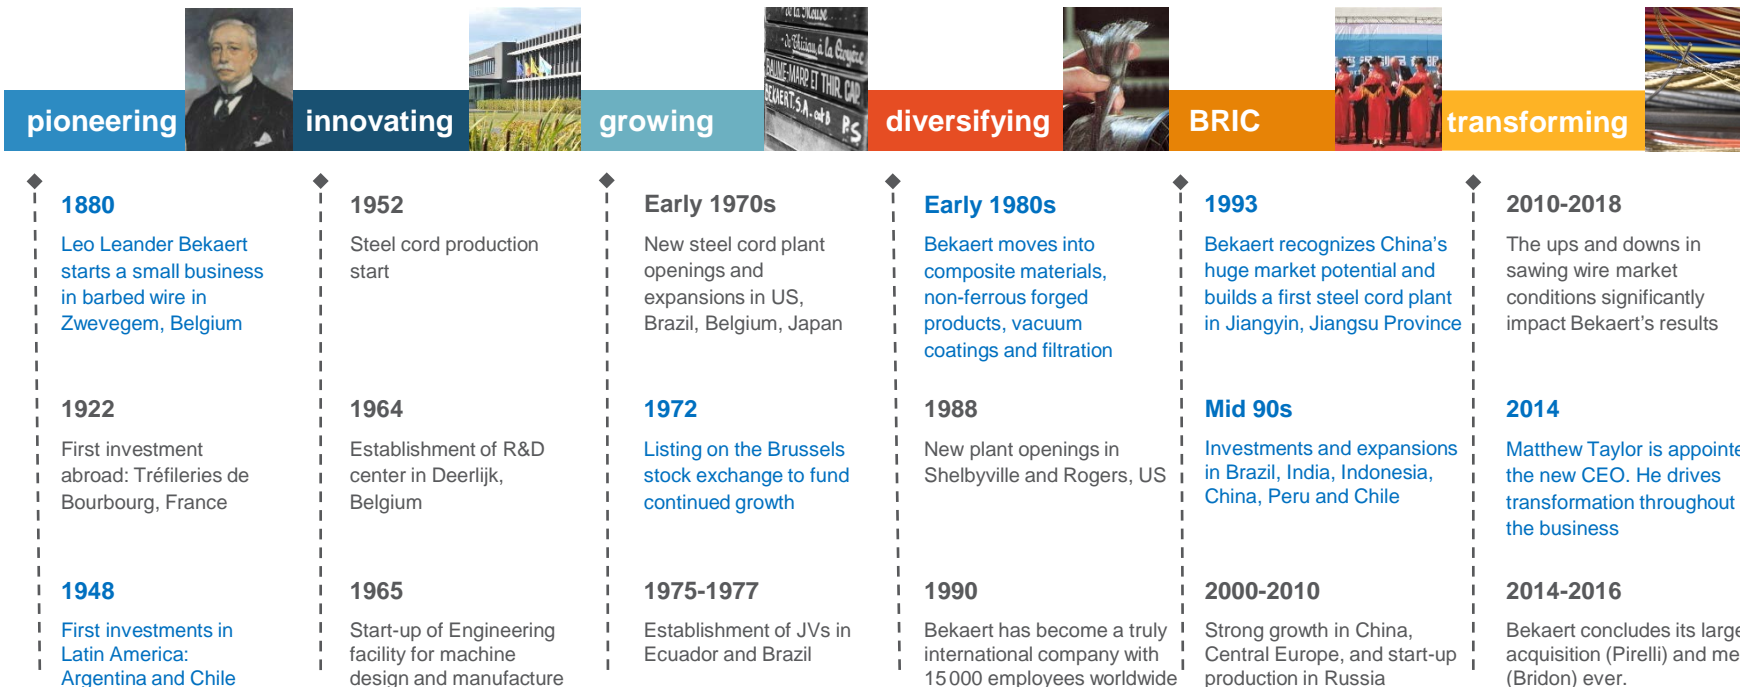 pioneering
innovating
growing
diversifying
BRIC
transforming
de la Meuse
BAUME-MARP. ET THIR. CAP.
BEKAERT. S.A.
P.S
1880
Leo Leander Bekaert
starts a small business
in barbed wire in
Zwevegem, Belgium
1922
First investment
abroad: Tréfileries de
Bourbourg, France
1948
First investments in
Latin America:
Argentina and Chile
1952
Steel cord production
start
1964
Establishment of R&D
center in Deerlijk,
Belgium
1965
Start-up of Engineering
facility for machine
design and manufacture
Early 1970s
New steel cord plant
openings and
expansions in US,
Brazil, Belgium, Japan
1972
Listing on the Brussels
stock exchange to fund
continued growth
1975-1977
Establishment of JVs in
Ecuador and Brazil
Early 1980s
Bekaert moves into
composite materials,
non-ferrous forged
products, vacuum
coatings and filtration
1988
New plant openings in
Shelbyville and Rogers, US
1990
Bekaert has become a truly
international company with
15 000 employees worldwide
1993
Bekaert recognizes China's
huge market potential and
builds a first steel cord plant
in Jiangyin, Jiangsu Province
Mid 90s
Investments and expansions
in Brazil, India, Indonesia,
China, Peru and Chile
2000-2010
Strong growth in China,
Central Europe, and start-up
production in Russia
2010-2018
The ups and downs in
sawing wire market
conditions significantly
impact Bekaert's results
2014
Matthew Taylor is appointe
the new CEO. He drives
transformation throughout
the business
2014-2016
Bekaert concludes its large
acquisition (Pirelli) and me
(Bridon) ever.